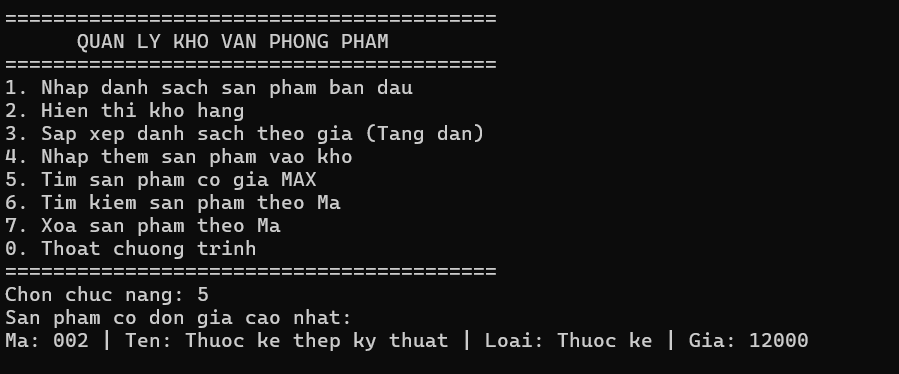 =========================================
QUAN LY KHO VAN PHONG PHAM
=========================================
1. Nhap danh sach san pham ban dau
2. Hien thi kho hang
3. Sap xep danh sach theo gia (Tang dan)
4. Nhap them san pham vao kho
5. Tim san pham co gia MAX
6. Tim kiem san pham theo Ma
7. Xoa san pham theo Ma
0. Thoat chuong trinh
=========================================
Chon chuc nang: 5
San pham co don gia cao nhat:
Ma: 002 | Ten: Thuoc ke thep ky thuat | Loai: Thuoc ke | Gia: 12000